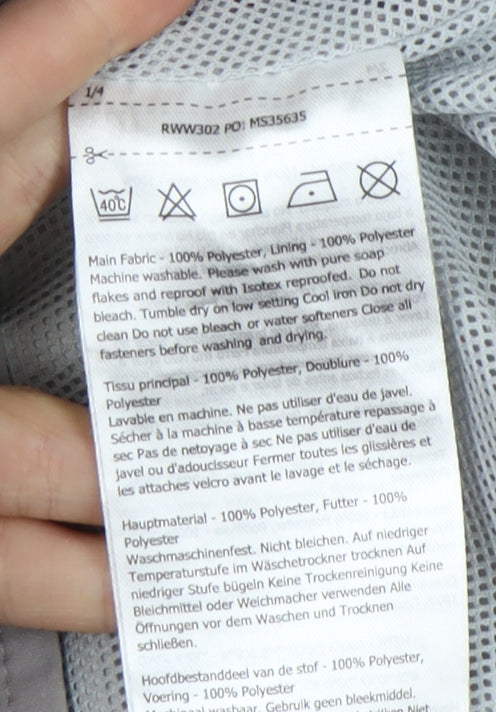 1/4
RWW302 PO: MS35635
40C
Main Fabric - 100% Polyester, Lining - 100% Polyester
Machine washable. Please wash with pure soap
flakes and reproof with Isotex reproofed. Do not
bleach. Tumble dry on low setting Cool iron Do not dry
clean Do not use bleach or water softeners Close all
fasteners before washing and drying.
Tissu principal - 100% Polyester, Doublure - 100%
Polyester
Lavable en machine. Ne pas utiliser d'eau de javel.
Sécher à la machine à basse température repassage à
sec Pas de netoyage à sec Ne pas utiliser d'eau de
javel ou d'adoucisseur Fermer toutes les glissières et
les attaches velcro avant le lavage et le séchage.
Hauptmaterial - 100% Polyester, Futter - 100%
Polyester
Waschmaschinenfest. Nicht bleichen. Auf niedriger
Temperaturstufe im Wäschetrockner trocknen Auf
niedriger Stufe bügeln Keine Trockenreinigung Keine
Bleichmittel oder Weichmacher verwenden Alle
Öffnungen vor dem Waschen und Trocknen
schließen.
Hoofdbestanddeel van de stof - 100% Polyester,
Voering - 100% Polyester
wasbaar. Gebruik geen bleekmiddel.
Niet